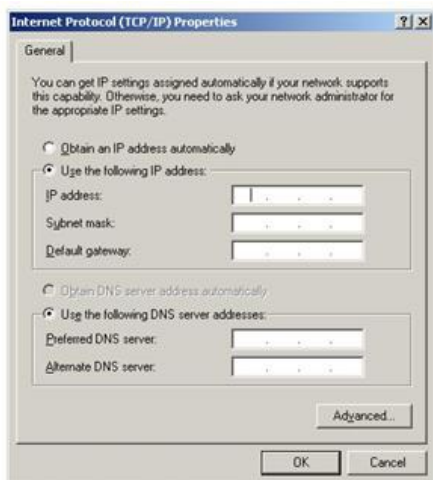 Internet Protocol (TCP/IP) Properties
General
You can get IP settings assigned automatically if your network supports
this capability. Otherwise, you need to ask your network administrator for
the appropriate IP settings.
Obtain an IP address automatically
Use the following IP address:
IP address:
Subnet mask:
Default gateway:
Obtain DNS server address automatically
Use the following DNS server addresses:
Preferred DNS server:
Alternate DNS server:
Advanced...
OK Cancel